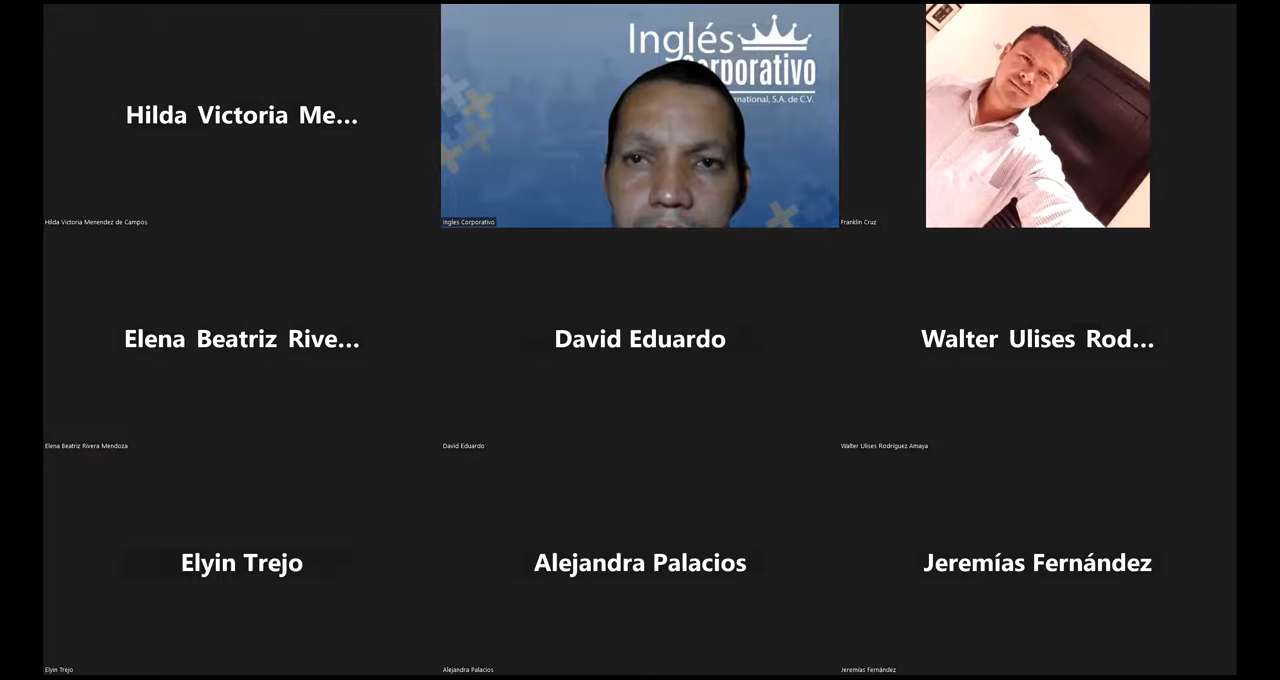 Hilda Victoria Me...
Hilda Victoria Menendez de Campos
Inglés
Corporativo
rnational, S.A. de C.V.
Ingles Corporativo
Franklin Cruz
Elena Beatriz Rive...
Elena Beatriz Rivera Mendoza
David Eduardo
David Eduardo
Walter Ulises Rod...
Walter Ulises Rodriguez Amaya
Elyin Trejo
Elyin Trejo
Alejandra Palacios
Alejandra Palacios
Jeremías Fernández
Jeremías Fernández